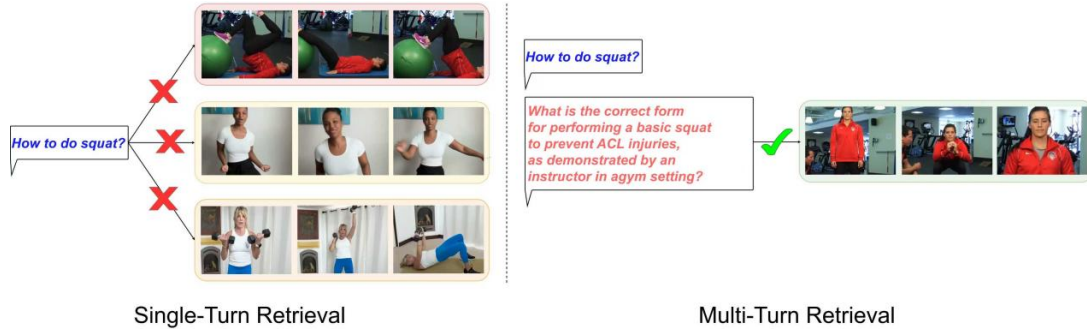 How to do squat?
Single-Turn Retrieval
How to do squat?
What is the correct form
for performing a basic squat
to prevent ACL injuries,
as demonstrated by an
instructor in agym setting?
Multi-Turn Retrieval